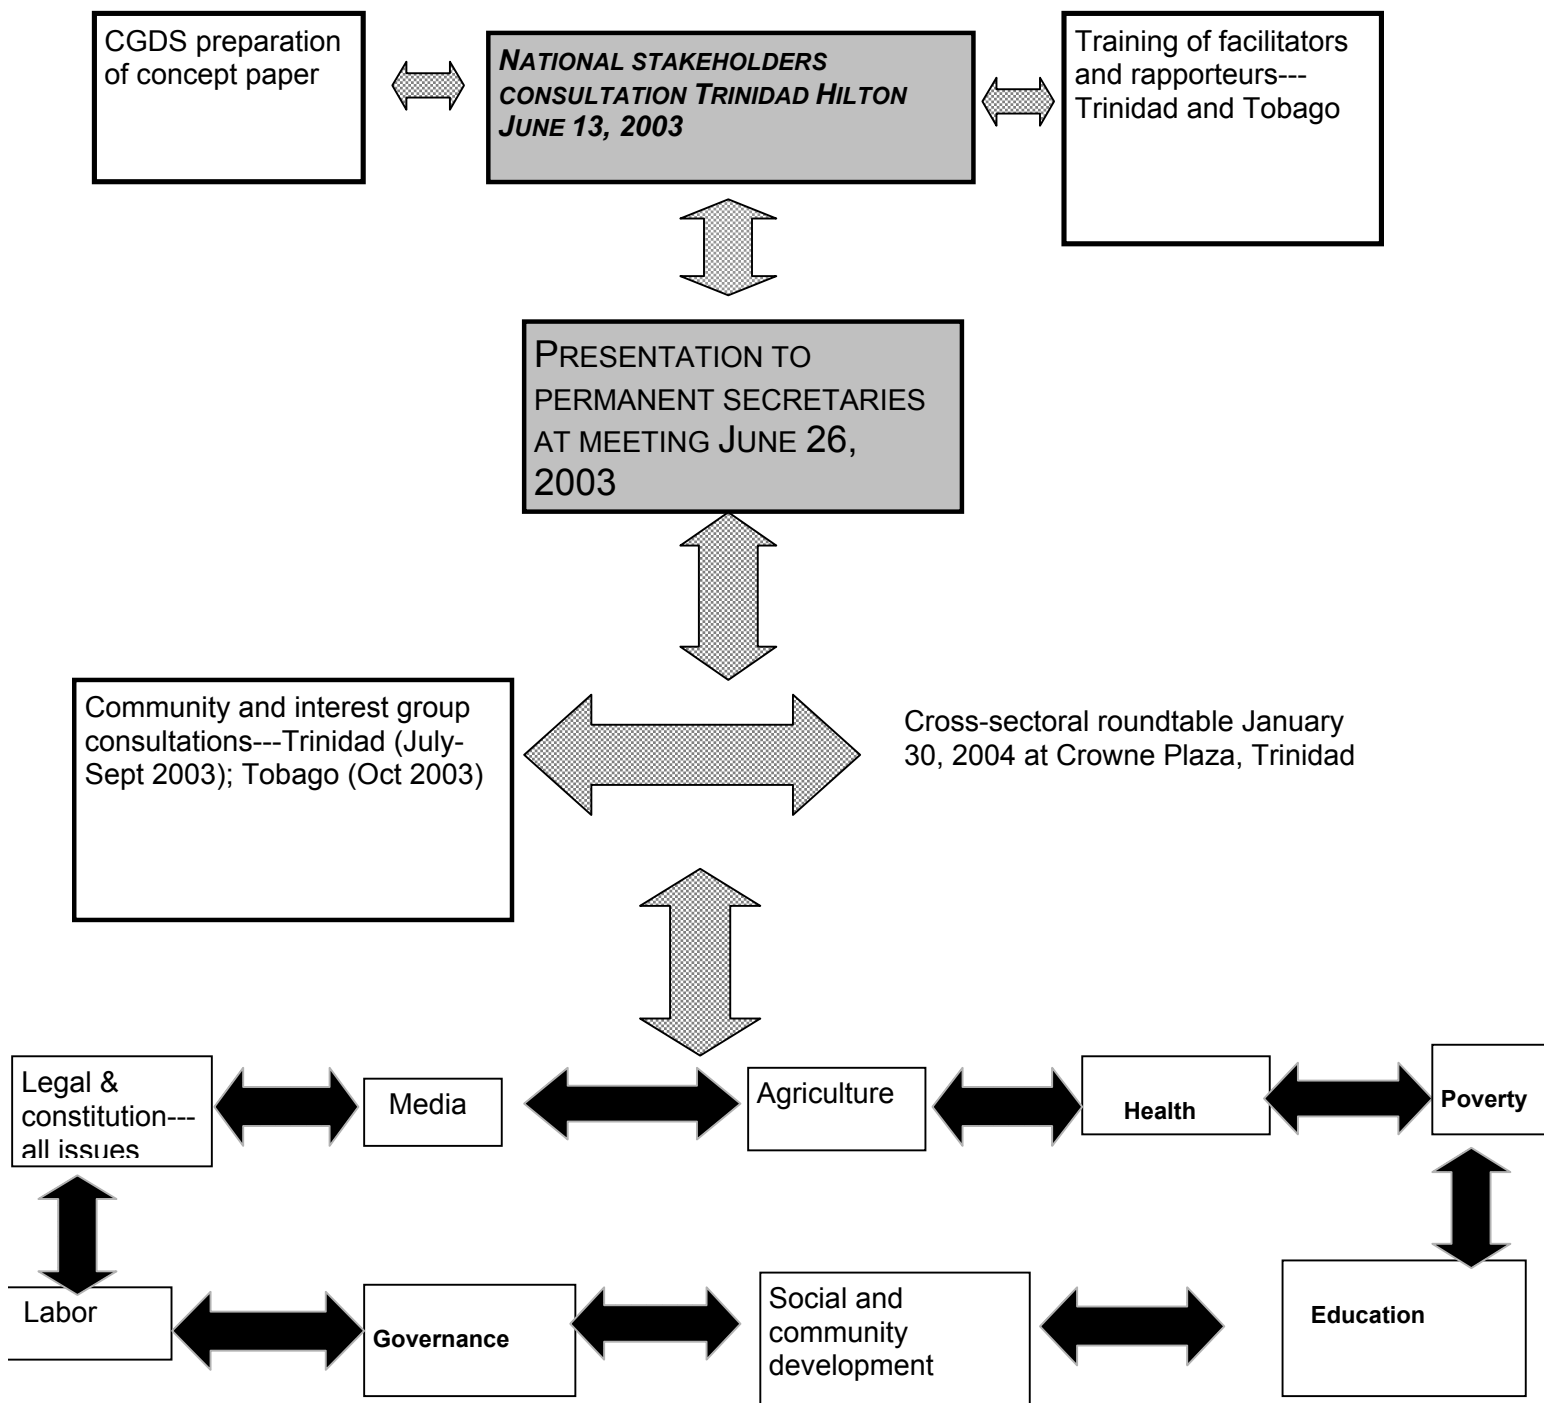 CGDS preparation
of concept paper
NATIONAL STAKEHOLDERS
CONSULTATION TRINIDAD HILTON
JUNE 13, 2003
Training of facilitators
and rapporteurs---
Trinidad and Tobago
PRESENTATION TO
PERMANENT SECRETARIES
AT MEETING JUNE 26,
2003
Community and interest group
consultations---Trinidad (July-
Sept 2003); Tobago (Oct 2003)
Cross-sectoral roundtable January
30, 2004 at Crowne Plaza, Trinidad
Legal &
constitution---
all issues
Media
Agriculture
Health
Poverty
Labor
Governance
Social and
community
development
Education